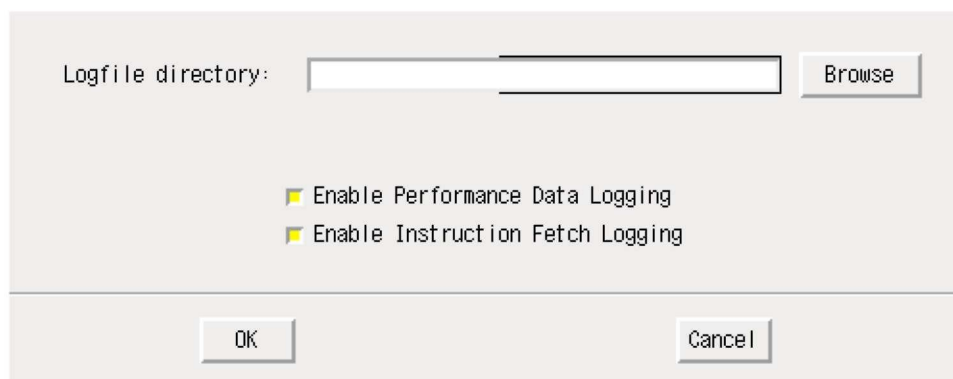 Logfile directory: Browse
Enable Performance Data Logging
Enable Instruction Fetch Logging
OK Cancel